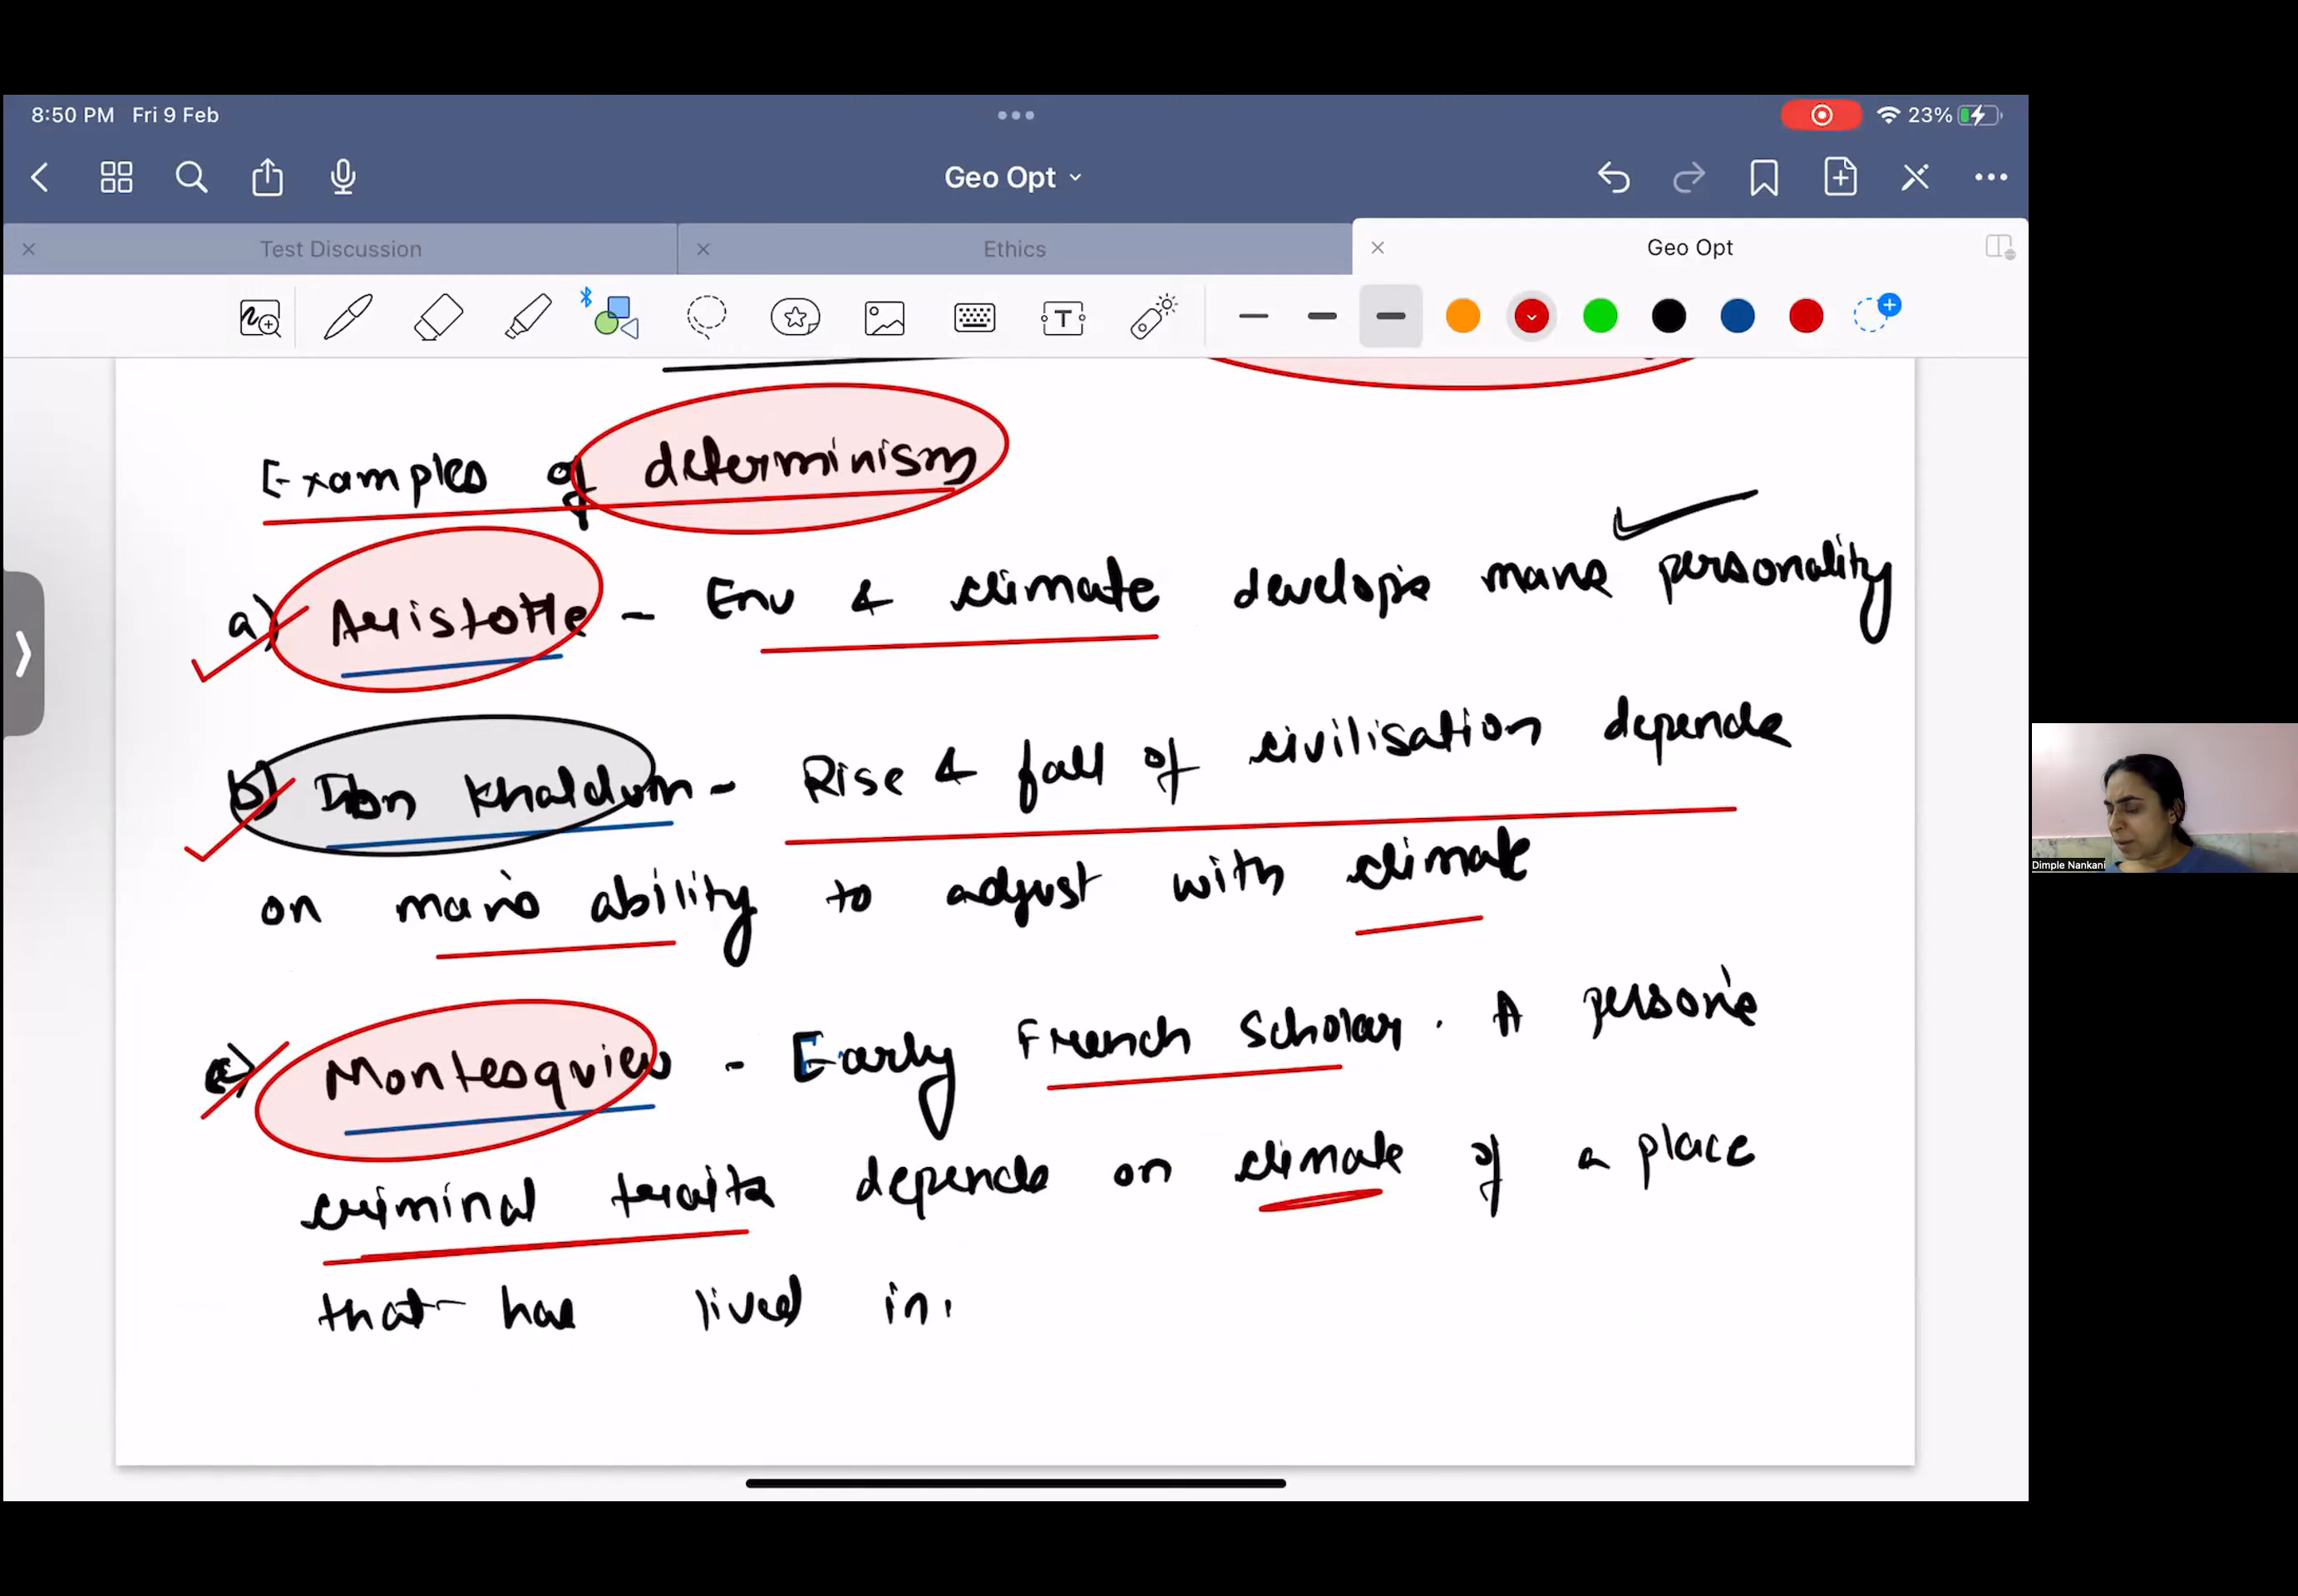 8:50 PM Fri 9 Feb
23%
Geo Opt
Test Discussion
Ethics
Geo Opt
Examples of determinism
a) Aristotle - Env & climate develops mans personality
b) Ibn Khaldun - Rise & fall of civilisation depends
on man's ability to adjust with climate
c) Montesquieu - Early French Scholar. A person's
criminal traits depends on climate of a place
that has lived in.
Dimple Nankani